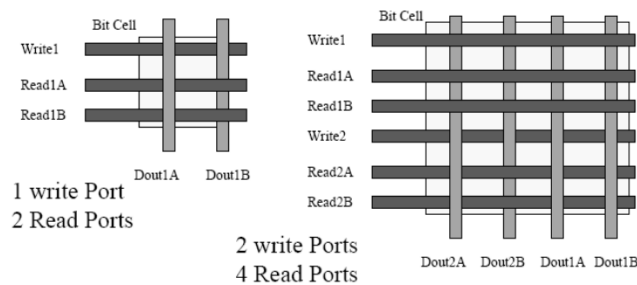 Bit Cell
Write1
Read1A
Read1B
Dout1A Dout1B
1 write Port
2 Read Ports
Bit Cell
Write1
Read1A
Read1B
Write2
Read2A
Read2B
Dout2A Dout2B Dout1A Dout1B
2 write Ports
4 Read Ports